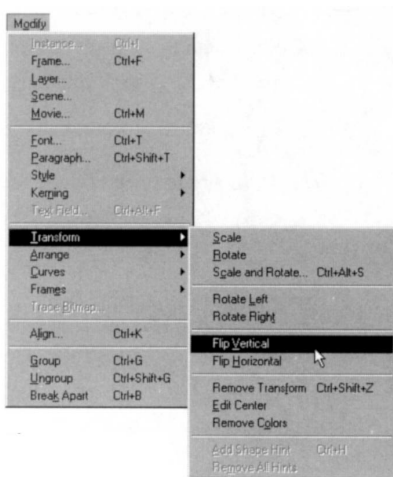 Modify
Instance... Ctrl+I
Frame... Ctrl+F
Layer...
Scene...
Movie... Ctrl+M
Font... Ctrl+T
Paragraph... Ctrl+Shift+T
Style
Kerning
Text Field... Ctrl+Alt+F
Transform
Arrange
Curves
Frames
Trace Bitmap...
Align... Ctrl+K
Group Ctrl+G
Ungroup Ctrl+Shift+G
Break Apart Ctrl+B
Scale
Rotate
Scale and Rotate... Ctrl+Alt+S
Rotate Left
Rotate Right
Flip Vertical
Flip Horizontal
Remove Transform Ctrl+Shift+Z
Edit Center
Remove Colors
Add Shape Hint Ctrl+H
Remove All Hints